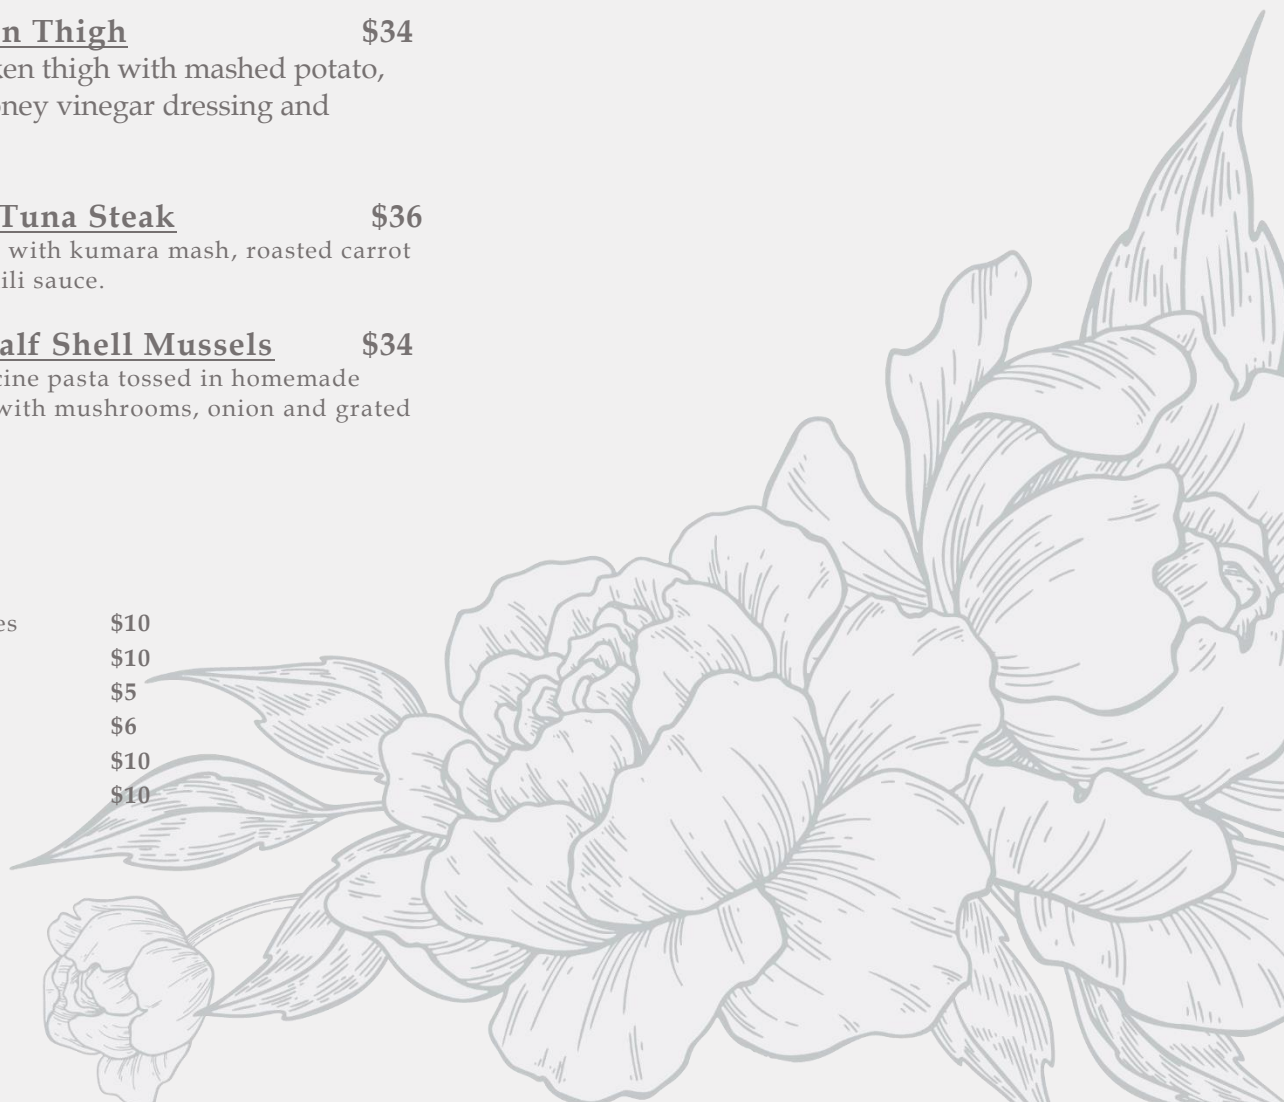 n Thigh $34
ken thigh with mashed potato,
oney vinegar dressing and
Tuna Steak $36
with kumara mash, roasted carrot
ili sauce.
alf Shell Mussels $34
cine pasta tossed in homemade
with mushrooms, onion and grated
es $10
$10
$5
$6
$10
$10